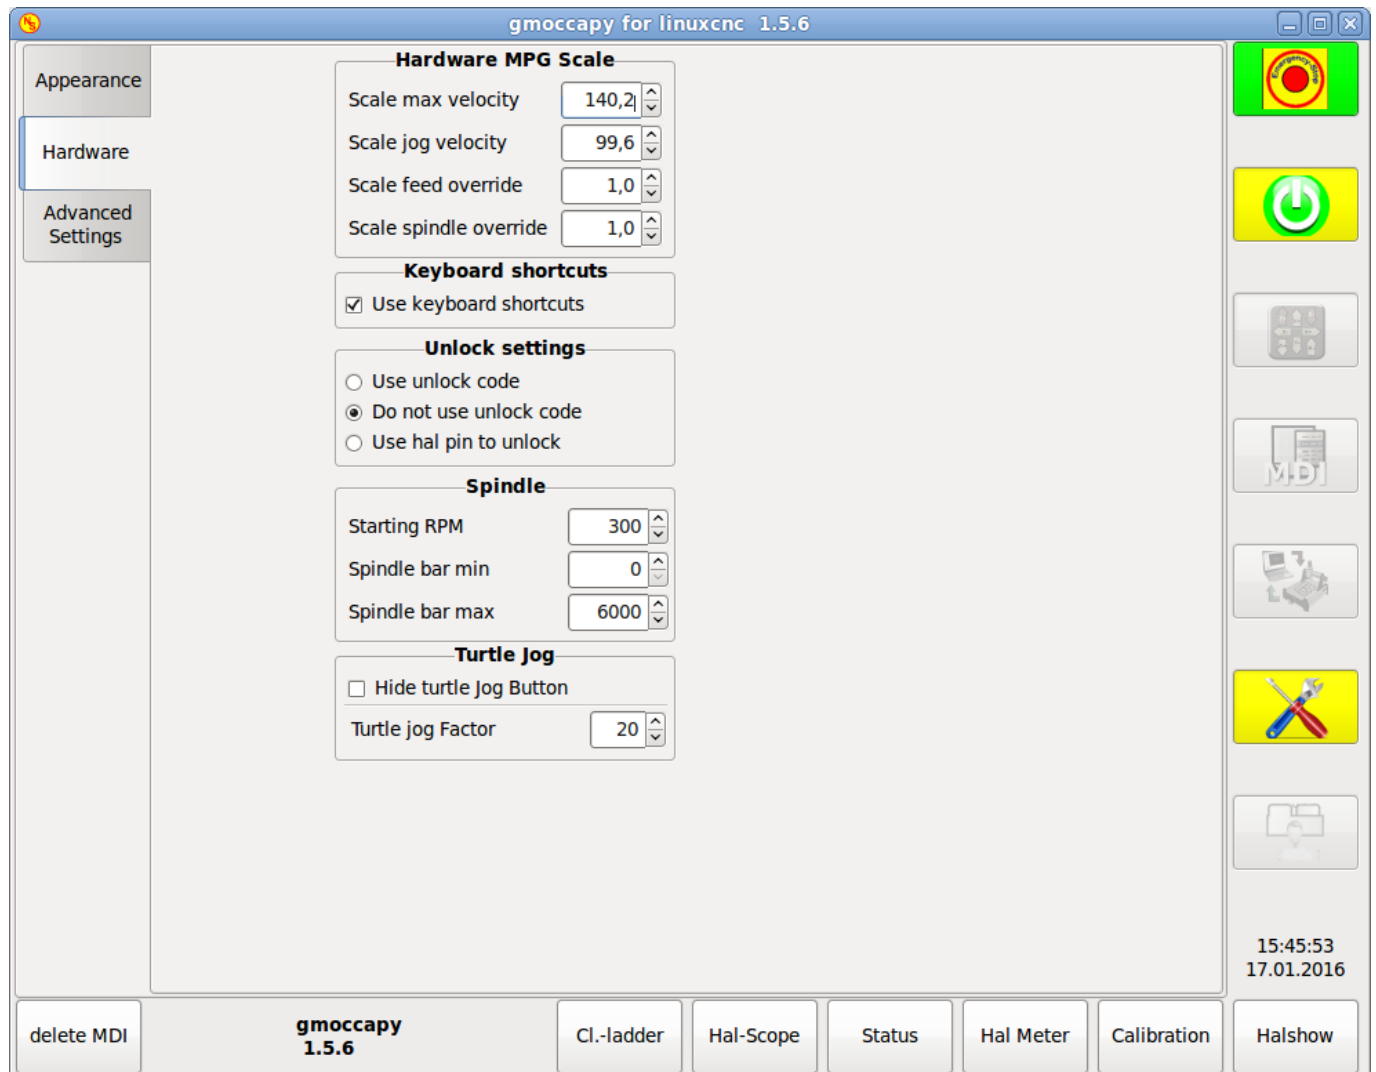 gmoccapy for linuxcnc 1.5.6
Appearance
Hardware
Advanced
Settings
Hardware MPG Scale
Scale max velocity 140,2
Scale jog velocity 99,6
Scale feed override 1,0
Scale spindle override 1,0
Keyboard shortcuts
Use keyboard shortcuts
Unlock settings
Use unlock code
Do not use unlock code
Use hal pin to unlock
Spindle
Starting RPM 300
Spindle bar min 0
Spindle bar max 6000
Turtle Jog
Hide turtle Jog Button
Turtle jog Factor 20
Emergency-Stop
MDI
15:45:53
17.01.2016
delete MDI
gmoccapy
1.5.6
Cl.-ladder
Hal-Scope
Status
Hal Meter
Calibration
Halshow